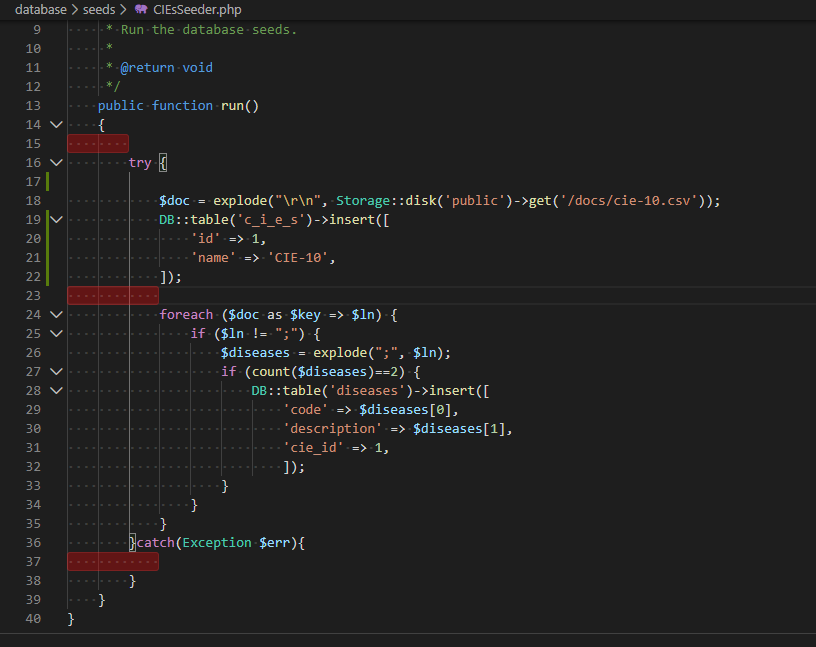 database > seeds > CIEsSeeder.php
9 * Run the database seeds.
10 *
11 * @return void
12 */
13 public function run()
14 {
15
16 try {
17
18 $doc = explode("\r\n", Storage::disk('public')->get('/docs/cie-10.csv'));
19 DB::table('c_i_e_s')->insert([
20 'id' => 1,
21 'name' => 'CIE-10',
22 ]);
23
24 foreach ($doc as $key => $ln) {
25 if ($ln != ";") {
26 $diseases = explode(";", $ln);
27 if (count($diseases)==2) {
28 DB::table('diseases')->insert([
29 'code' => $diseases[0],
30 'description' => $diseases[1],
31 'cie_id' => 1,
32 ]);
33 }
34 }
35 }
36 }catch(Exception $err){
37
38 }
39 }
40 }